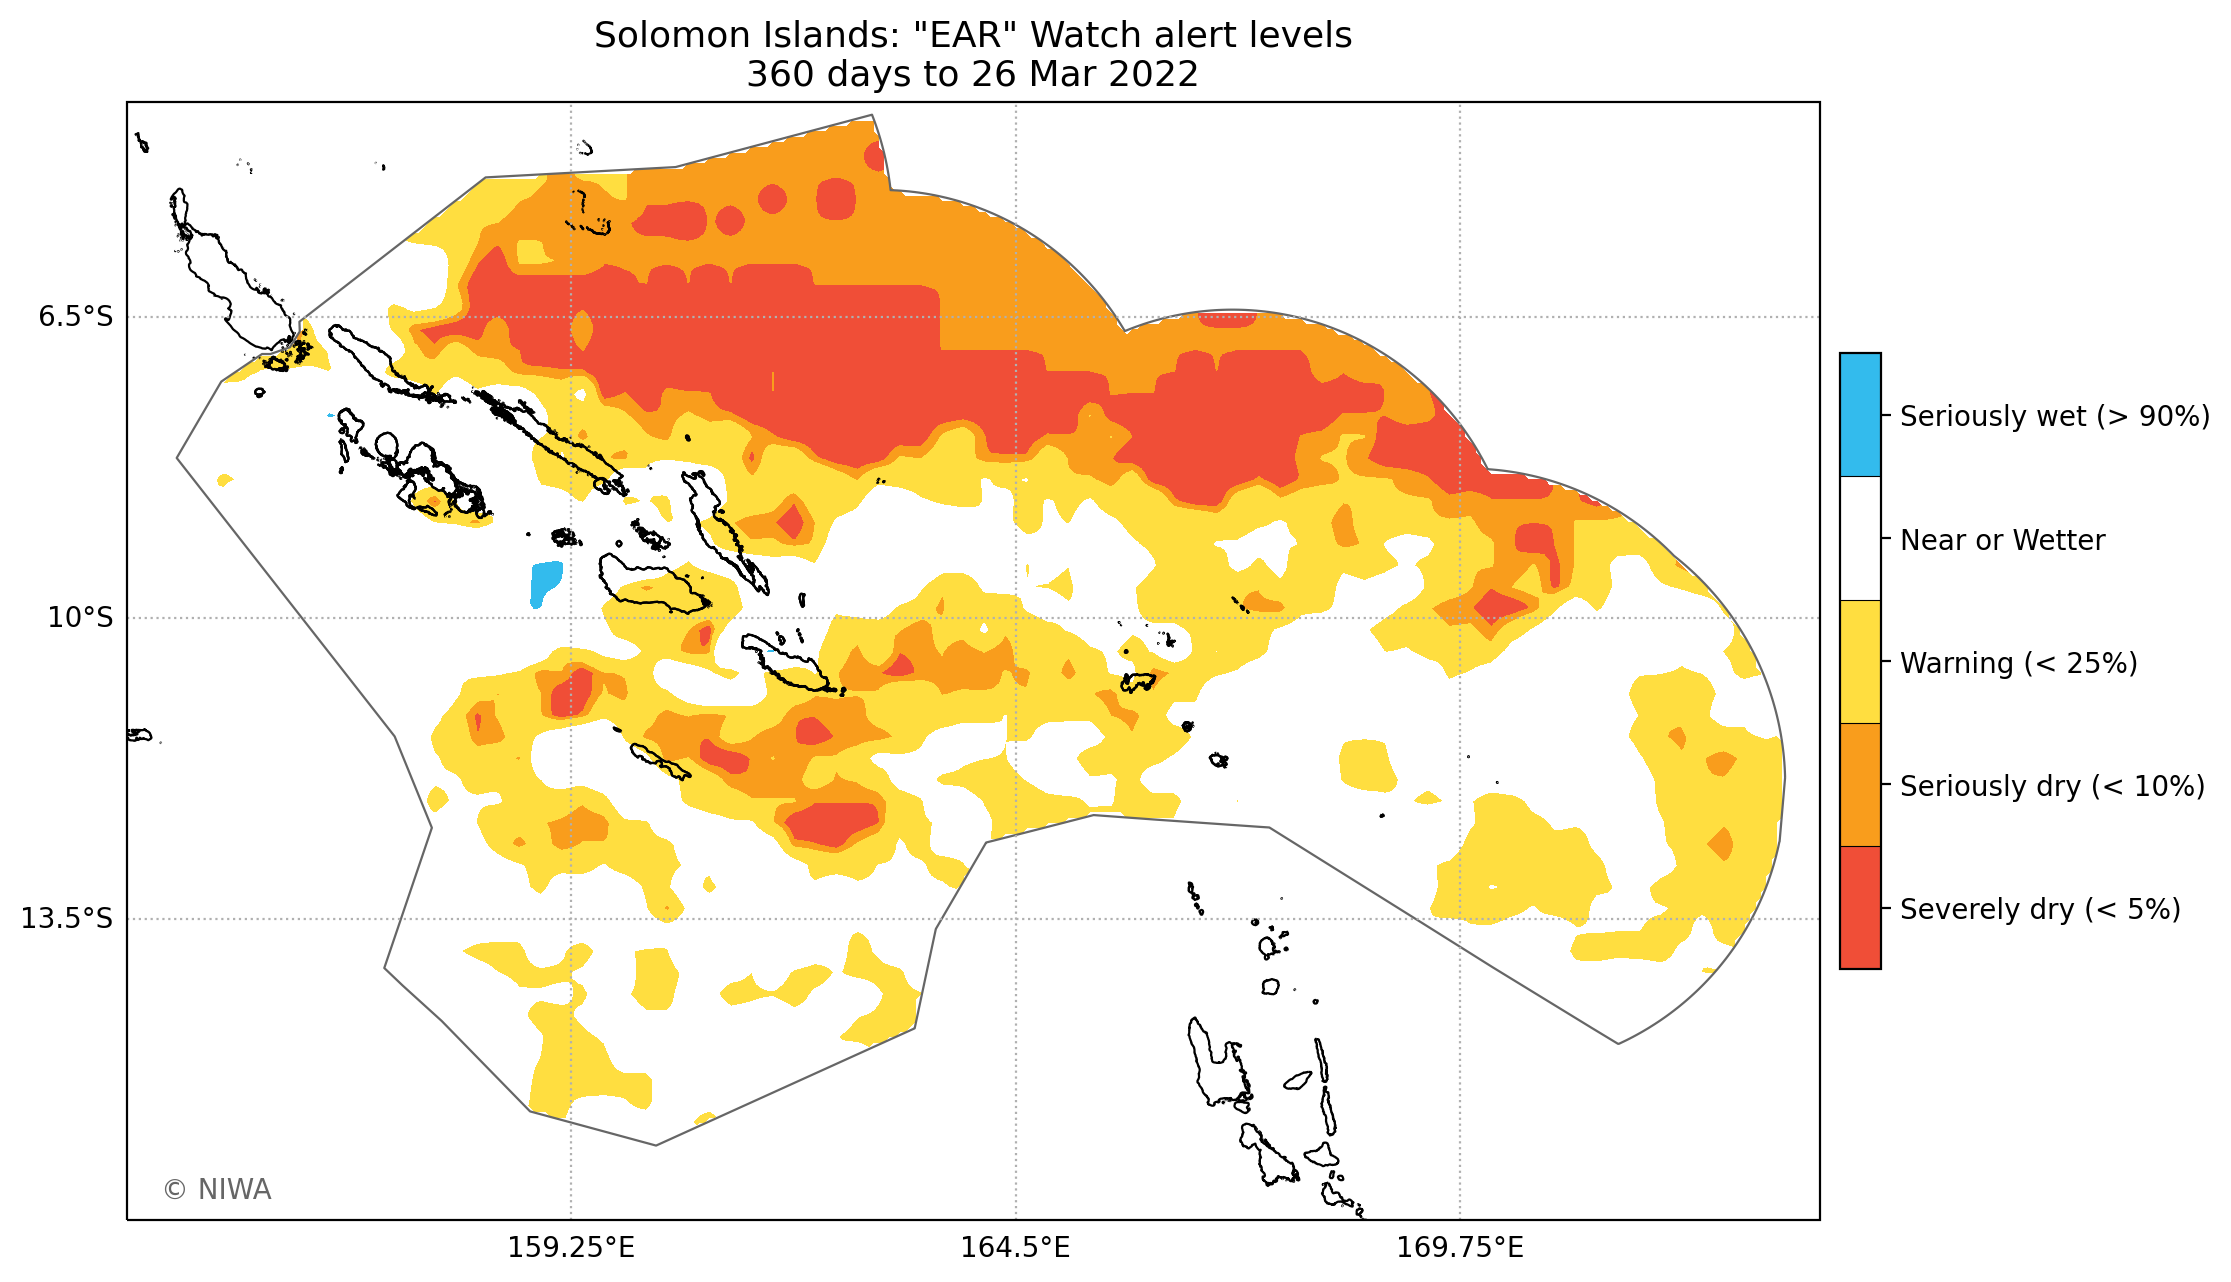 Solomon Islands: "EAR" Watch alert levels
360 days to 26 Mar 2022
6.5°S
10°S
13.5°S
159.25°E
164.5°E
169.75°E
Seriously wet (> 90%)
Near or Wetter
Warning (< 25%)
Seriously dry (< 10%)
Severely dry (< 5%)
© NIWA